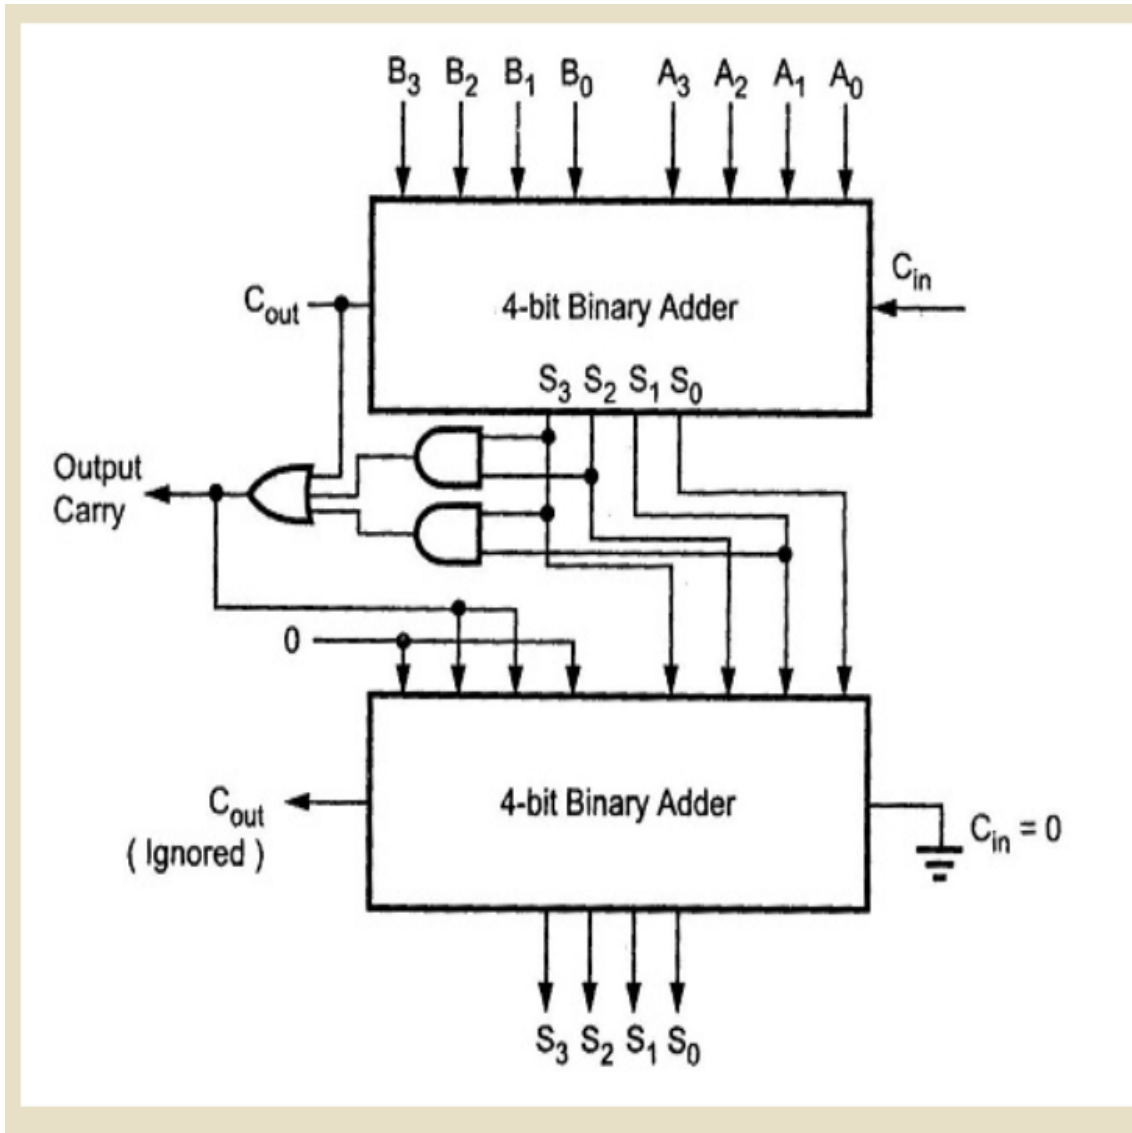 B3 B2 B1 B0 A3 A2 A1 A0
Cin
Cout
4-bit Binary Adder
S3 S2 S1 S0
Output
Carry
0
4-bit Binary Adder
Cout
( Ignored )
Cin = 0
S3 S2 S1 S0